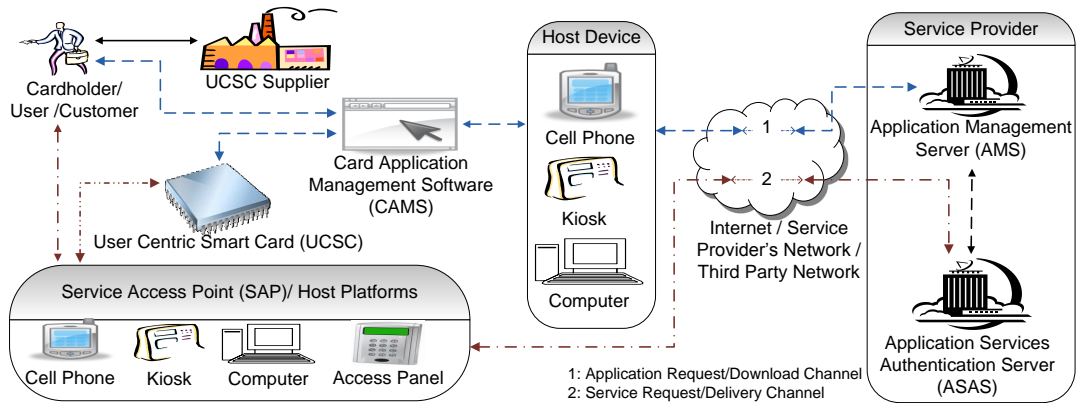 Cardholder/
User /Customer
UCSC Supplier
Card Application
Management Software
(CAMS)
User Centric Smart Card (UCSC)
Host Device
Cell Phone
Kiosk
Computer
1
2
Internet / Service
Provider's Network /
Third Party Network
Service Provider
Application Management
Server (AMS)
Application Services
Authentication Server
(ASAS)
Service Access Point (SAP)/ Host Platforms
Cell Phone
Kiosk
Computer
Access Panel
1: Application Request/Download Channel
2: Service Request/Delivery Channel